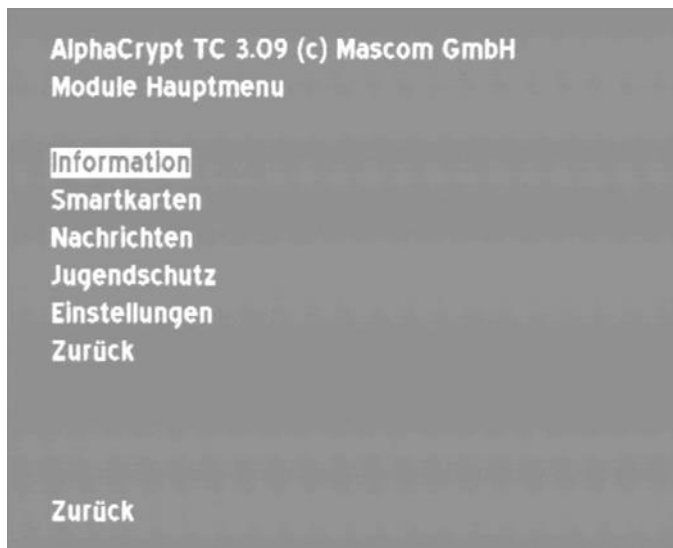 AlphaCrypt TC 3.09 (c) Mascom GmbH
Module Hauptmenu
Information
Smartkarten
Nachrichten
Jugendschutz
Einstellungen
Zurück
Zurück